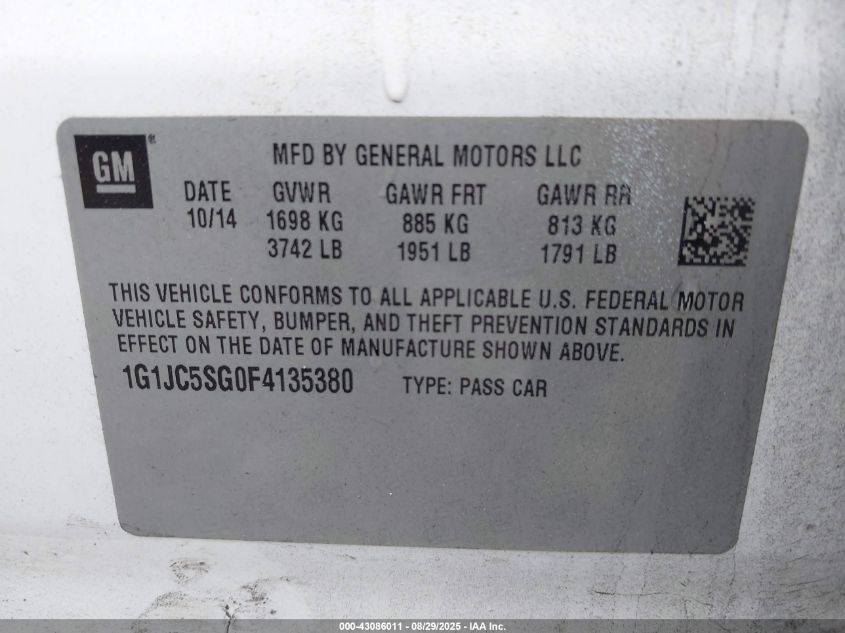 GM®
MFD BY GENERAL MOTORS LLC
DATE GVWR GAWR FRT GAWR RR
10/14 1698 KG 885 KG 813 KG
3742 LB 1951 LB 1791 LB
THIS VEHICLE CONFORMS TO ALL APPLICABLE U.S. FEDERAL MOTOR
VEHICLE SAFETY, BUMPER, AND THEFT PREVENTION STANDARDS IN
EFFECT ON THE DATE OF MANUFACTURE SHOWN ABOVE.
1G1JC5SG0F4135380 TYPE: PASS CAR
000-43086011 - 08/29/2025 - IAA Inc.